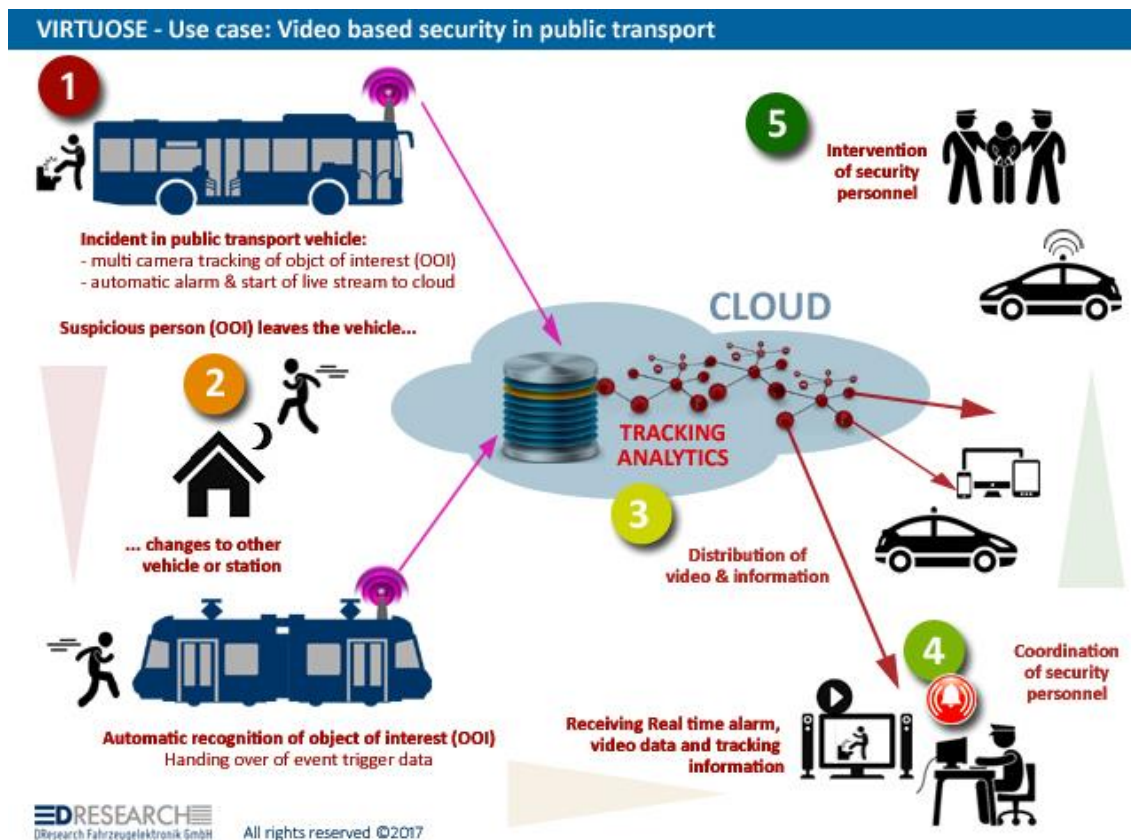 VIRTUOSE - Use case: Video based security in public transport
1
Incident in public transport vehicle:
- multi camera tracking of objct of interest (OOI)
- automatic alarm & start of live stream to cloud
Suspicious person (OOI) leaves the vehicle...
2
... changes to other
vehicle or station
Automatic recognition of object of interest (OOI)
Handing over of event trigger data
CLOUD
TRACKING
ANALYTICS
3
Distribution of
video & information
4
Coordination
of security
personnel
Receiving Real time alarm,
video data and tracking
information
5
Intervention
of security
personnel
DRESEARCH
DResearch Fahrzeugelektronik GmbH
All rights reserved ©2017